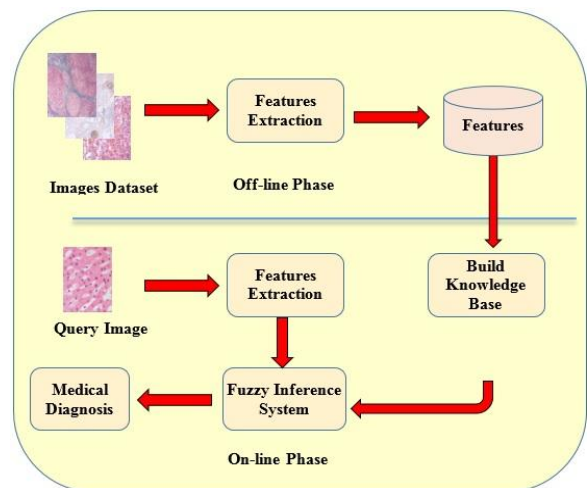 Features
Extraction
Features
Images Dataset
Off-line Phase
Features
Extraction
Build
Knowledge
Base
Query Image
Medical
Diagnosis
Fuzzy Inference
System
On-line Phase